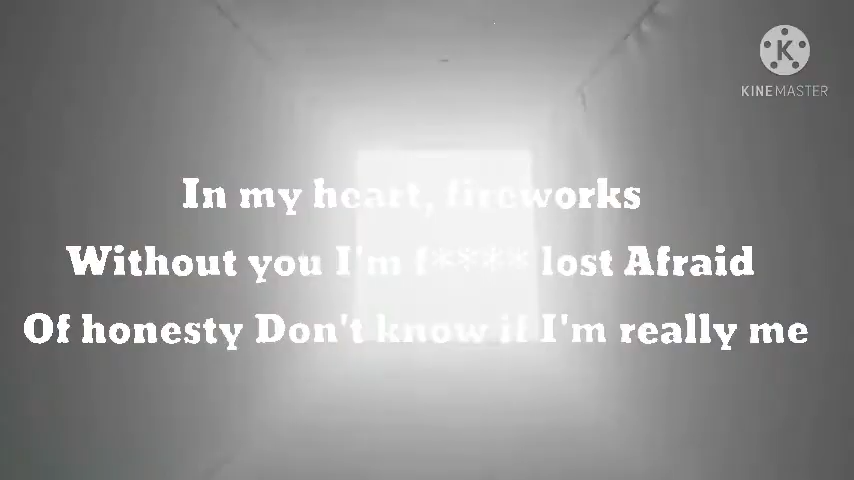 KINEMASTER
In my heart, fireworks
Without you I'm f**** lost Afraid
Of honesty Don't know if I'm really me